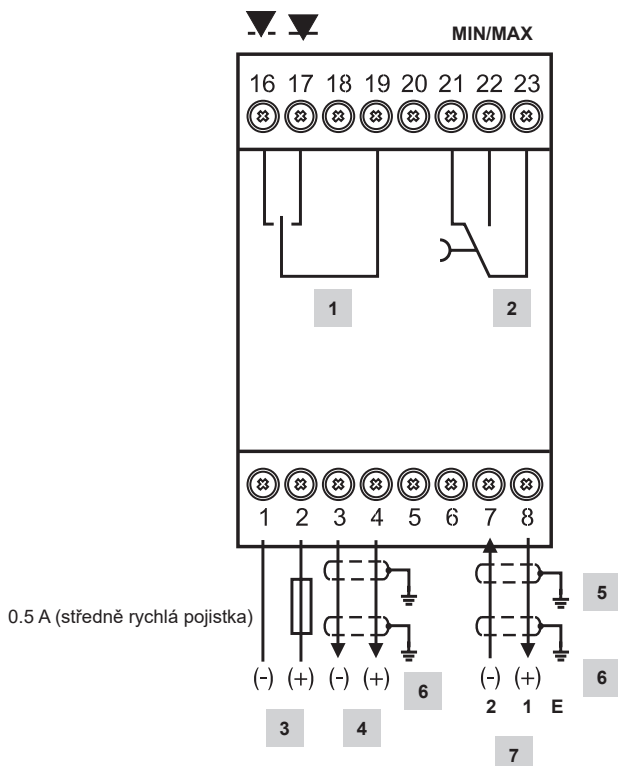 MIN/MAX
16 17 18 19 20 21 22 23
1 2
1 2 3 4 5 6 7 8
5
0.5 A (středně rychlá pojistka)
(-) (+) (-) (+) 6 (-) (+) 6
2 1 E
3 4
7